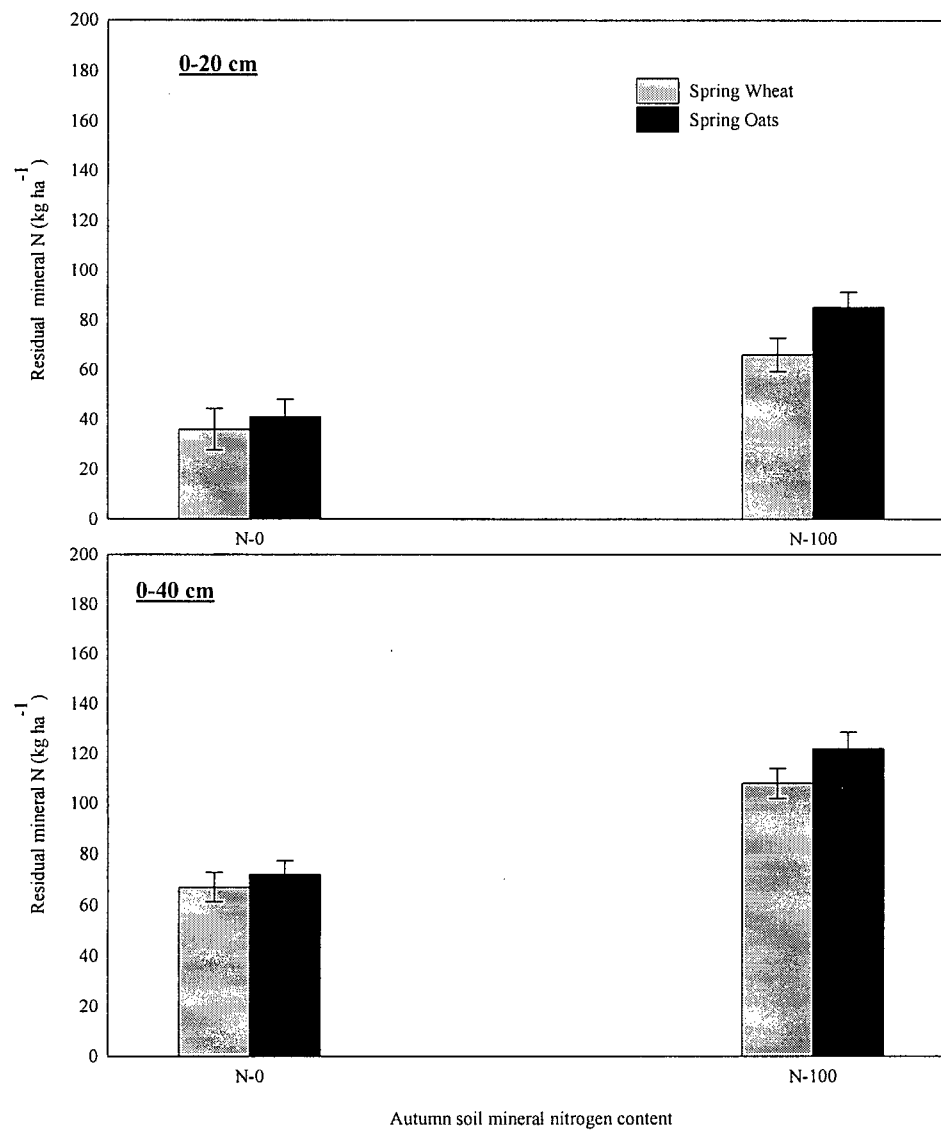 200
0-20 cm
180
Spring Wheat
160
Spring Oats
140
120
100
80
60
40
20
0
Residual mineral N (kg ha-1)
N-0
N-100
200
0-40 cm
180
160
140
120
100
80
60
40
20
0
Residual mineral N (kg ha-1)
N-0
N-100
Autumn soil mineral nitrogen content